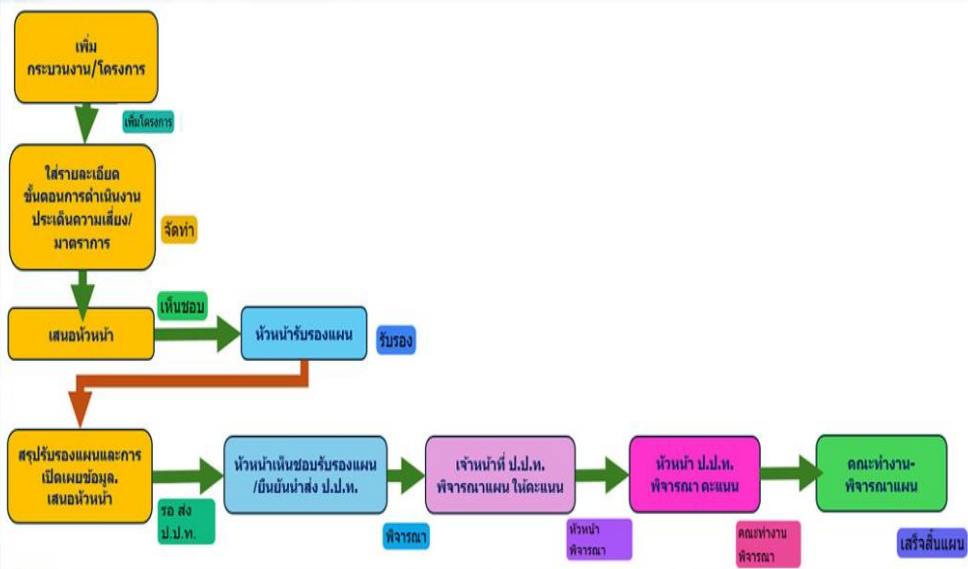 เพิ่ม
กระบวนงาน/โครงการ
เพิ่มโครงการ
ใส่รายละเอียด
ขั้นตอนการดำเนินงาน
ประเด็นความเสี่ยง/
มาตราการ
จัดทำ
เสนอหัวหน้า
เห็นชอบ
หัวหน้ารับรองแผน
รับรอง
สรุปรับรองแผนและการ
เปิดเผยข้อมูล.
เสนอหัวหน้า
รอ ส่ง
ป.ป.ท.
หัวหน้าเห็นชอบรับรองแผน
/ยืนยันนำส่ง ป.ป.ท.
พิจารณา
เจ้าหน้าที่ ป.ป.ท.
พิจารณาแผน ให้คะแนน
หัวหน้า
พิจารณา
หัวหน้า ป.ป.ท.
พิจารณา คะแนน
คณะทำงาน
พิจารณา
คณะทำงาน-
พิจารณาแผน
เสร็จสิ้นแผน